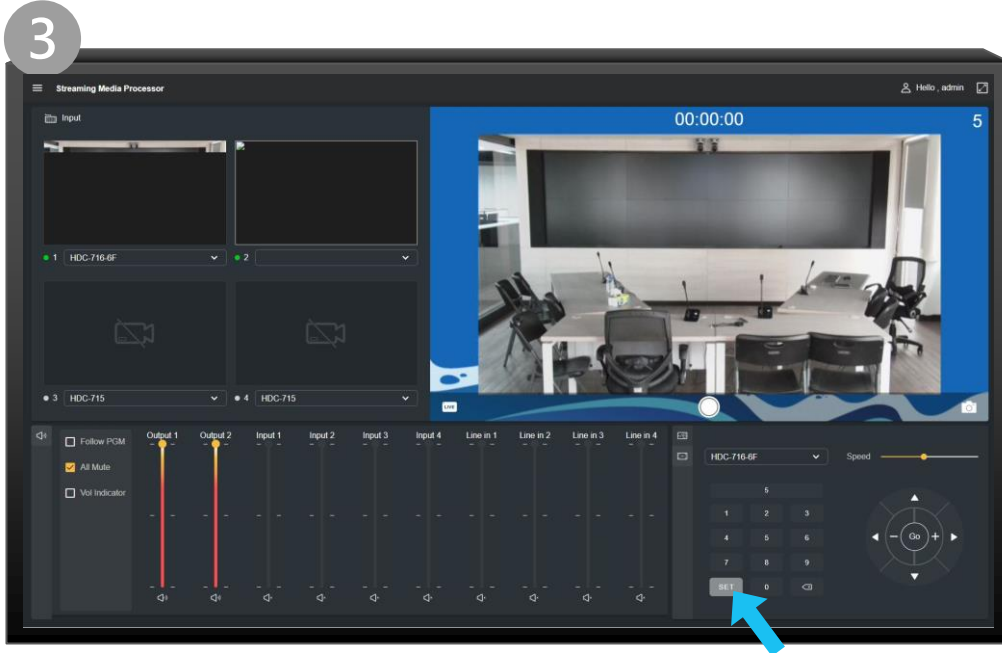 3
Streaming Media Processor
Hello , admin
Input
00:00:00
5
1 HDC-716-6F
2
3 HDC-715
4 HDC-715
LIVE
Follow PGM
All Mute
Vol Indicator
Output 1 Output 2 Input 1 Input 2 Input 3 Input 4 Line in 1 Line in 2 Line in 3 Line in 4
HDC-716-6F
Speed
5
1 2 3
4 5 6
7 8 9
SET 0
Go